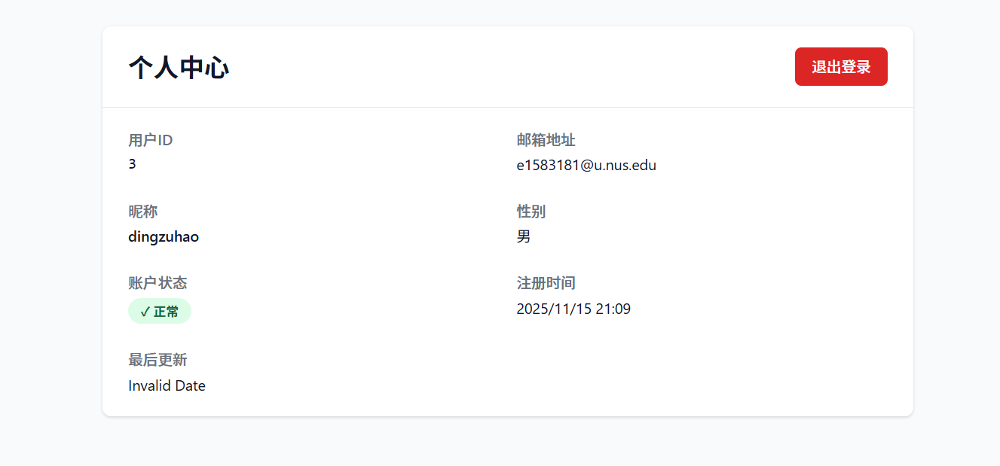 个人中心
退出登录
用户ID
邮箱地址
3
e1583181@u.nus.edu
昵称
性别
dingzuhao
男
账户状态
注册时间
✓ 正常
2025/11/15 21:09
最后更新
Invalid Date